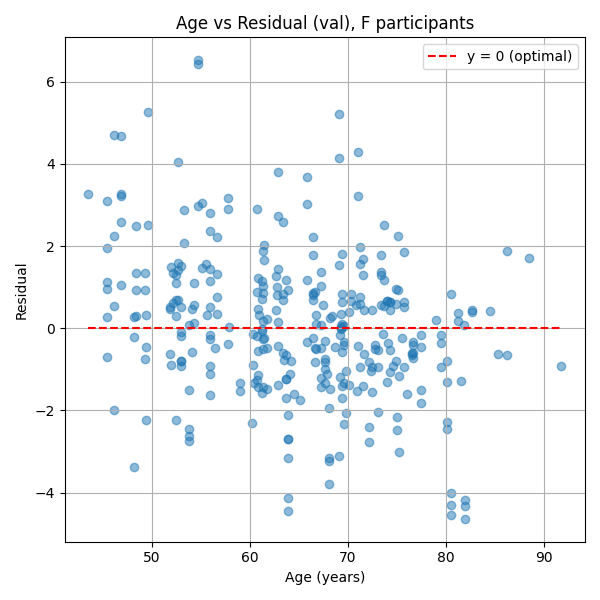 Age vs Residual (val), F participants
y = 0 (optimal)
6
4
2
0
−2
−4
Residual
50
60
70
80
90
Age (years)